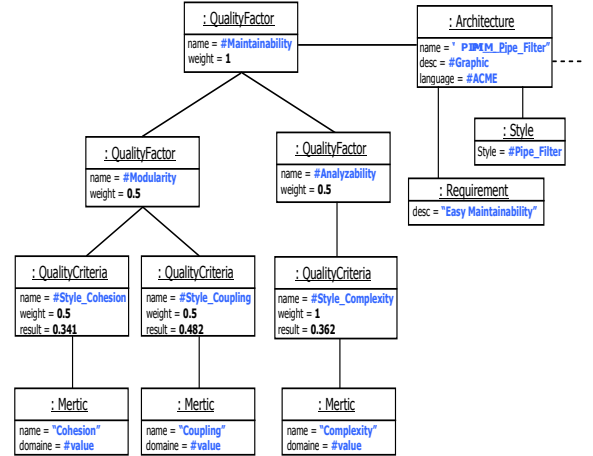 : QualityFactor
name = #Maintainability
weight = 1
: Architecture
name = " PIMM_Pipe_Filter"
desc = #Graphic
language = #ACME
: Style
Style = #Pipe_Filter
: Requirement
desc = "Easy Maintainability"
: QualityFactor
name = #Modularity
weight = 0.5
: QualityFactor
name = #Analyzability
weight = 0.5
: QualityCriteria
name = #Style_Cohesion
weight = 0.5
result = 0.341
: QualityCriteria
name = #Style_Coupling
weight = 0.5
result = 0.482
: QualityCriteria
name = #Style_Complexity
weight = 1
result = 0.362
: Mertic
name = "Cohesion"
domaine = #value
: Mertic
name = "Coupling"
domaine = #value
: Mertic
name = "Complexity"
domaine = #value